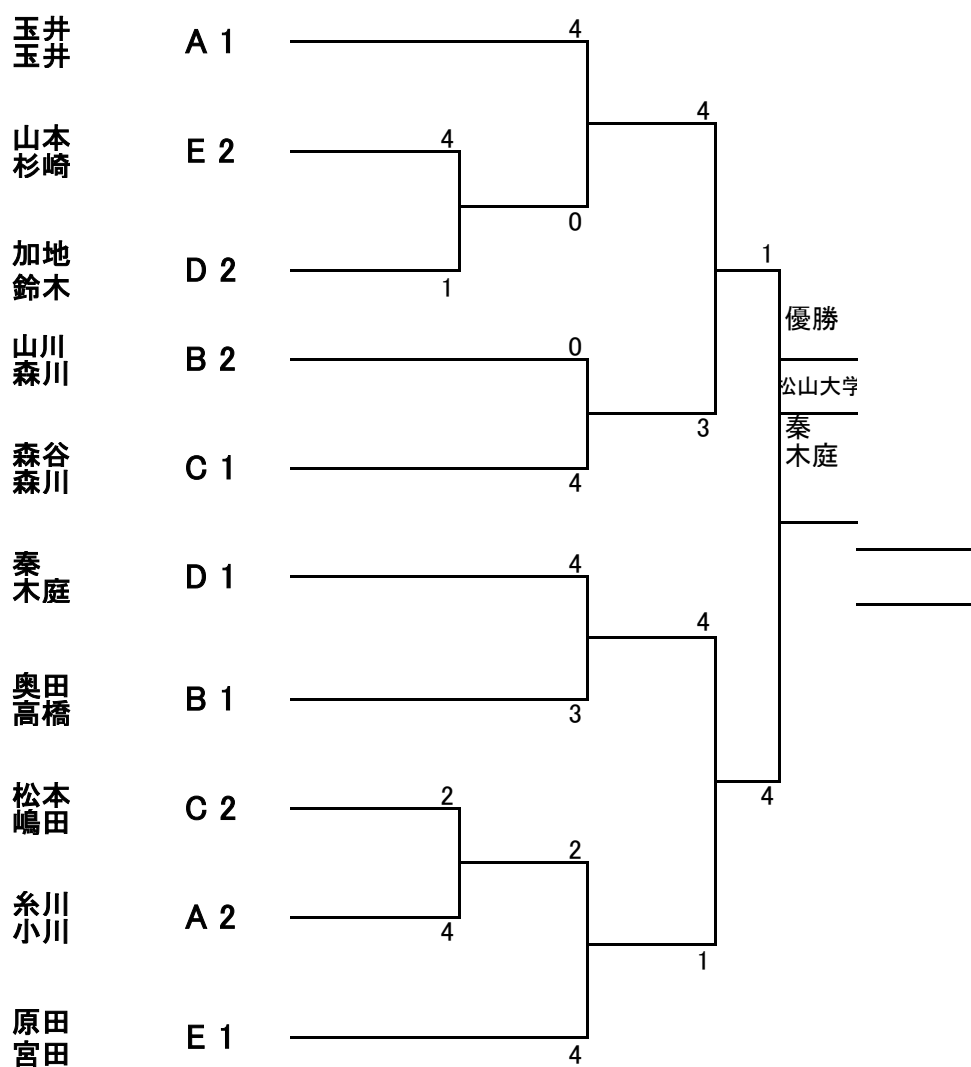 4
玉井 A 1
玉井
4
山本 4
杉崎 E 2
0
加地 1
鈴木 D 2
1
優勝
山川 0
森川 B 2
松山大学
3
秦
木庭
森谷
森川 C 1
4
秦 4
木庭 D 1
4
奥田
高橋 B 1
3
松本 2 4
嶋田 C 2
2
糸川
小川 A 2
4
1
原田
宮田 E 1
4